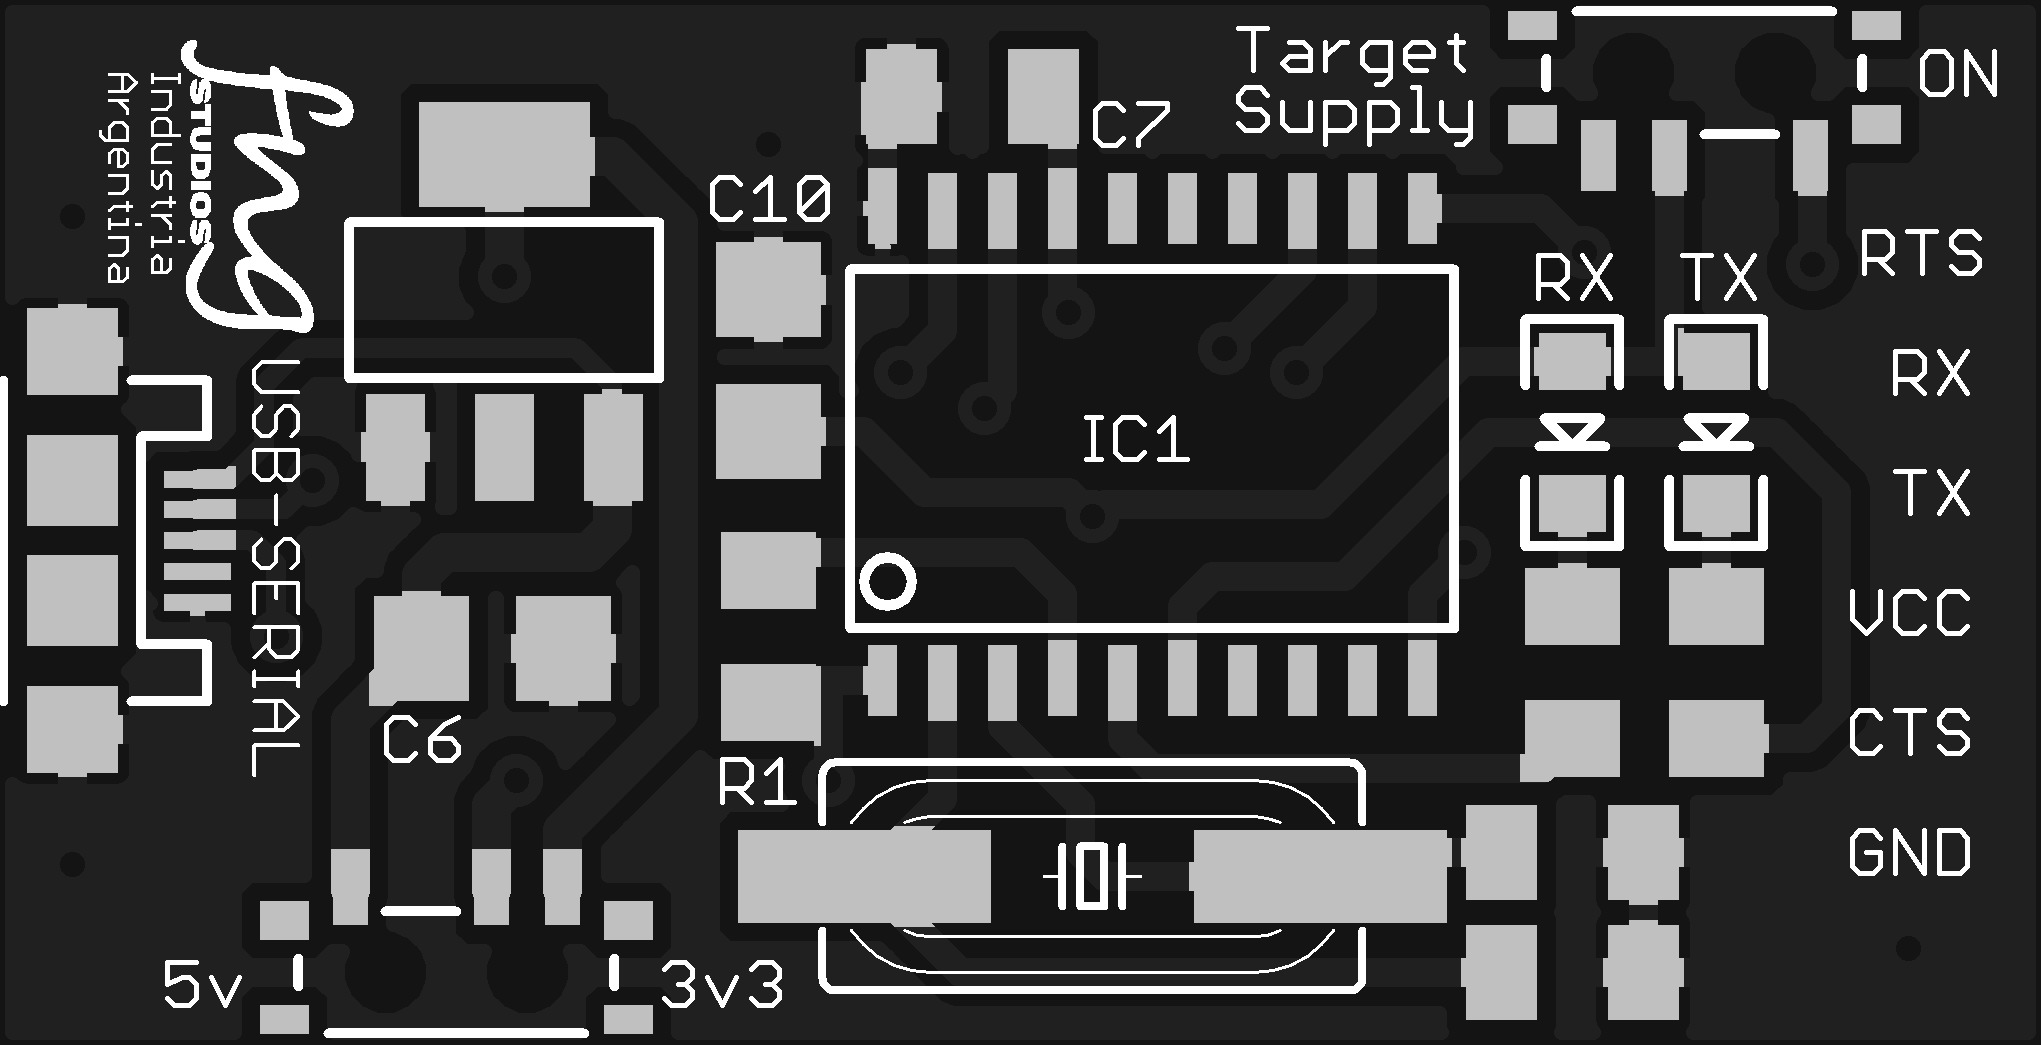 fng
STUDIOS
Industria
Argentina
Target
Supply
ON
C7
C10
RTS
RX
TX
RX
IC1
USB-SERIAL
TX
VCC
C6
CTS
R1
GND
5v
3v3